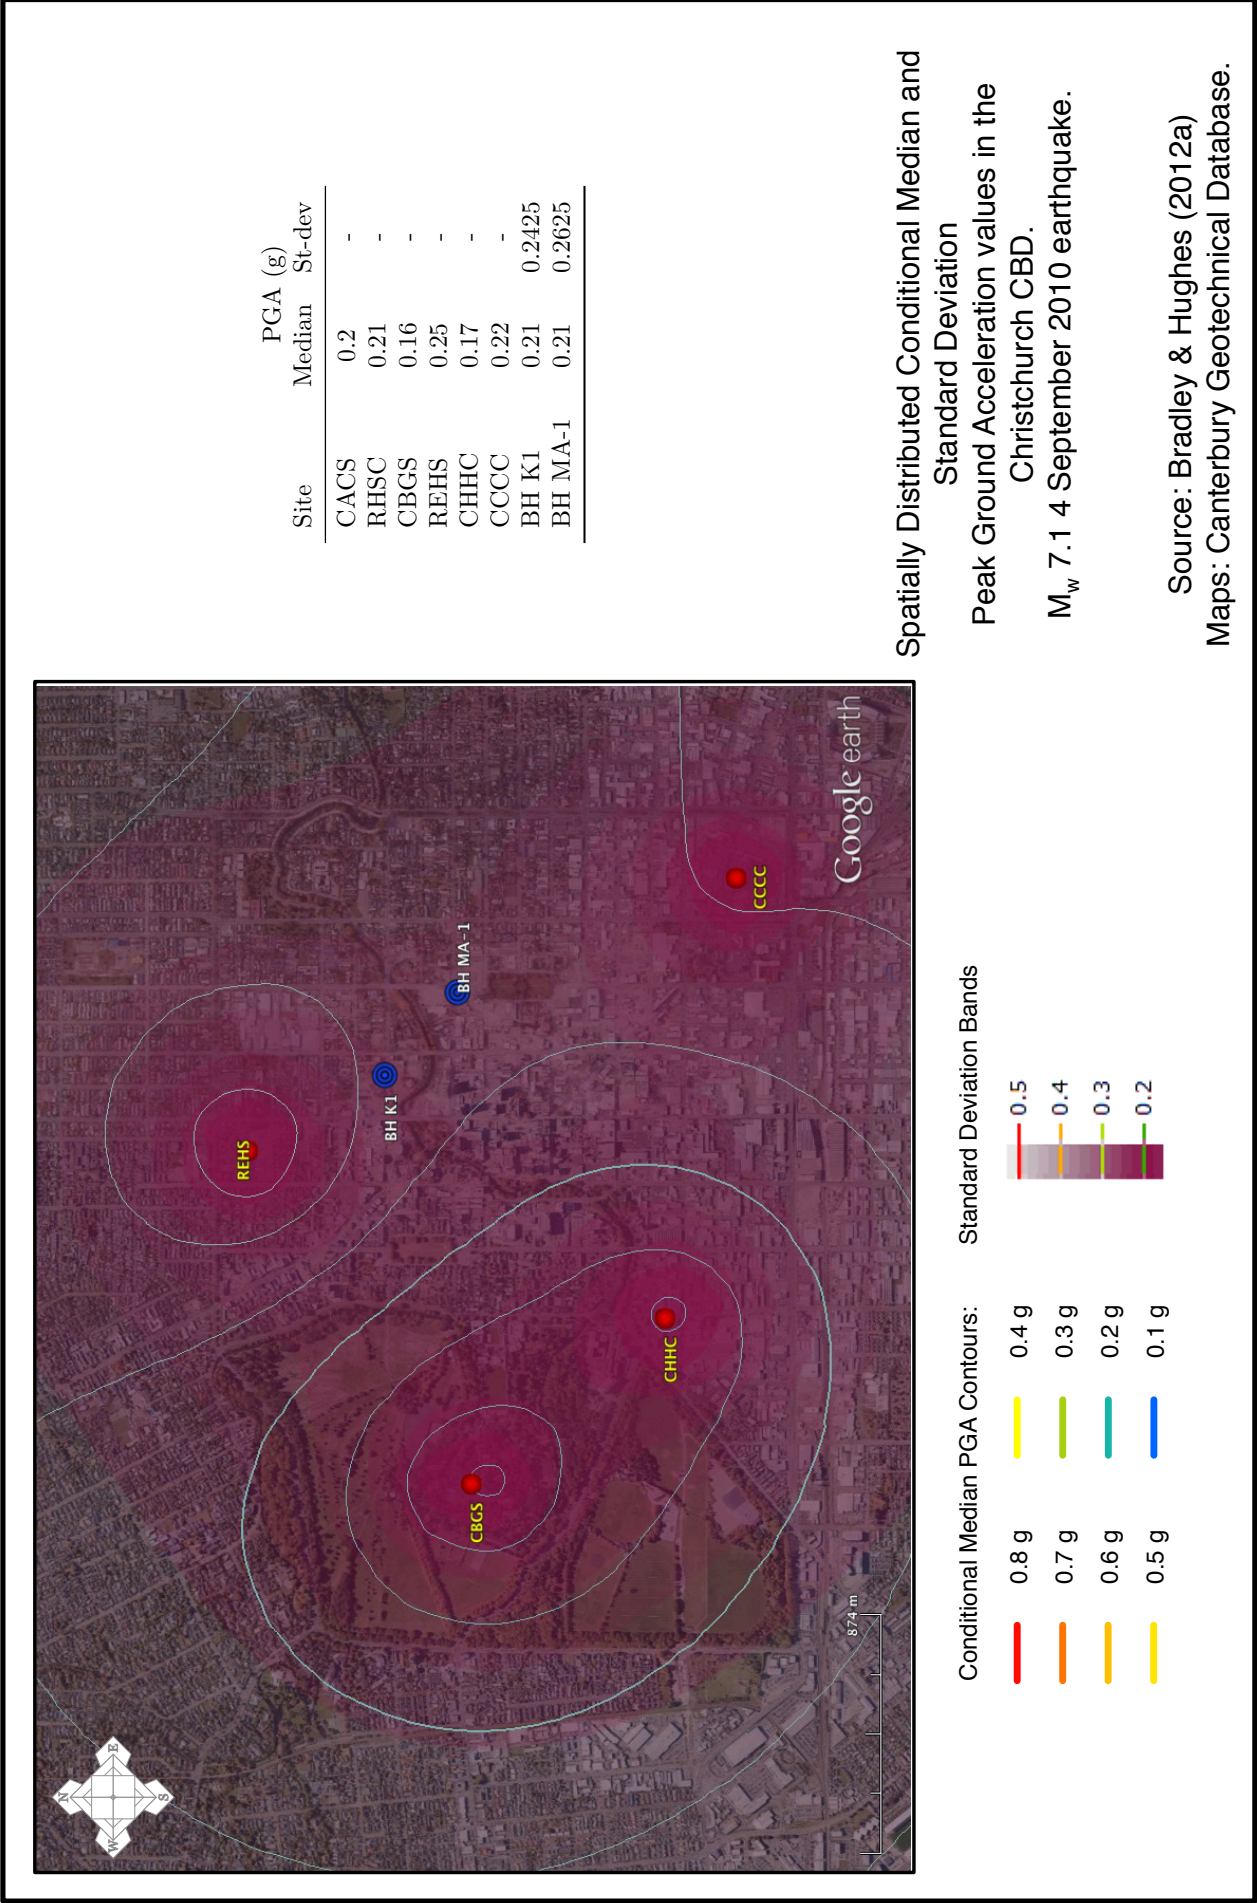 N
W
E
S
REHS
BH K1
BH MA-1
CBGS
CHHC
CCCC
874 m
Google earth
PGA (g)
Site Median St-dev
CACS 0.2 -
RHSC 0.21 -
CBGS 0.16 -
REHS 0.25 -
CHHC 0.17 -
CCCC 0.22 -
BH K1 0.21 0.2425
BH MA-1 0.21 0.2625
Conditional Median PGA Contours:
0.8 g 0.4 g
0.7 g 0.3 g
0.6 g 0.2 g
0.5 g 0.1 g
Standard Deviation Bands
0.5
0.4
0.3
0.2
Spatially Distributed Conditional Median and
Standard Deviation
Peak Ground Acceleration values in the
Christchurch CBD.
Mw 7.1 4 September 2010 earthquake.
Source: Bradley & Hughes (2012a)
Maps: Canterbury Geotechnical Database.